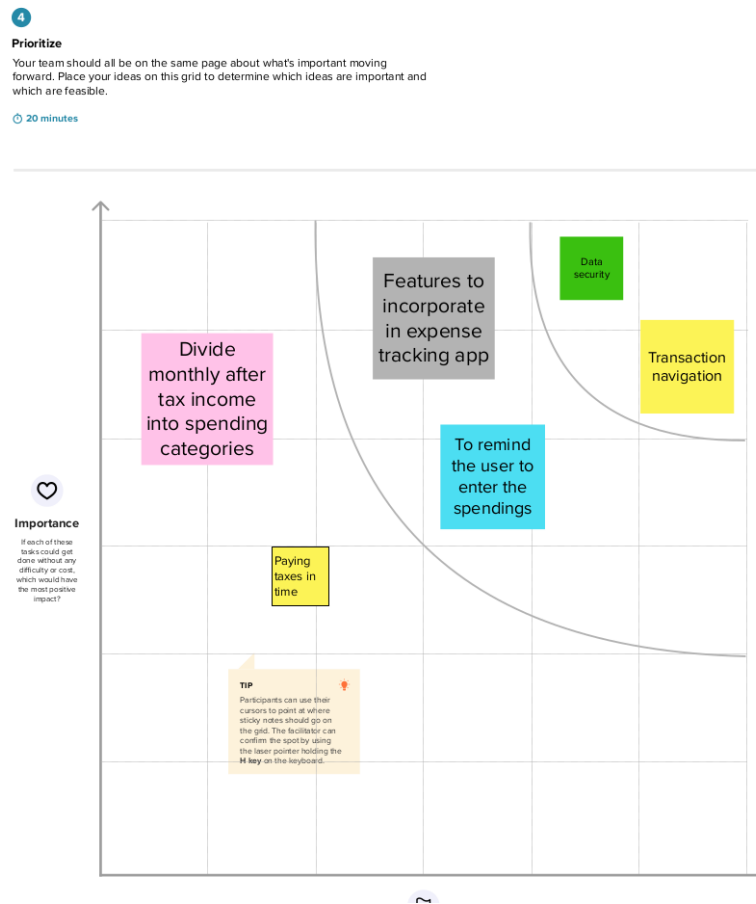 4
Prioritize
Your team should all be on the same page about what's important moving
forward. Place your ideas on this grid to determine which ideas are important and
which are feasible.
20 minutes
Data
security
Features to
incorporate
in expense
tracking app
Transaction
navigation
Divide
monthly after
tax income
into spending
categories
To remind
the user to
enter the
spendings
Importance
If each of these
tasks could get
done without any
difficulty or cost,
which would have
the most positive
impact?
Paying
taxes in
time
TIP
Participants can use their
cursors to point at where
sticky notes should go on
the grid. The facilitator can
confirm the spot by using
the laser pointer holding the
H key on the keyboard.